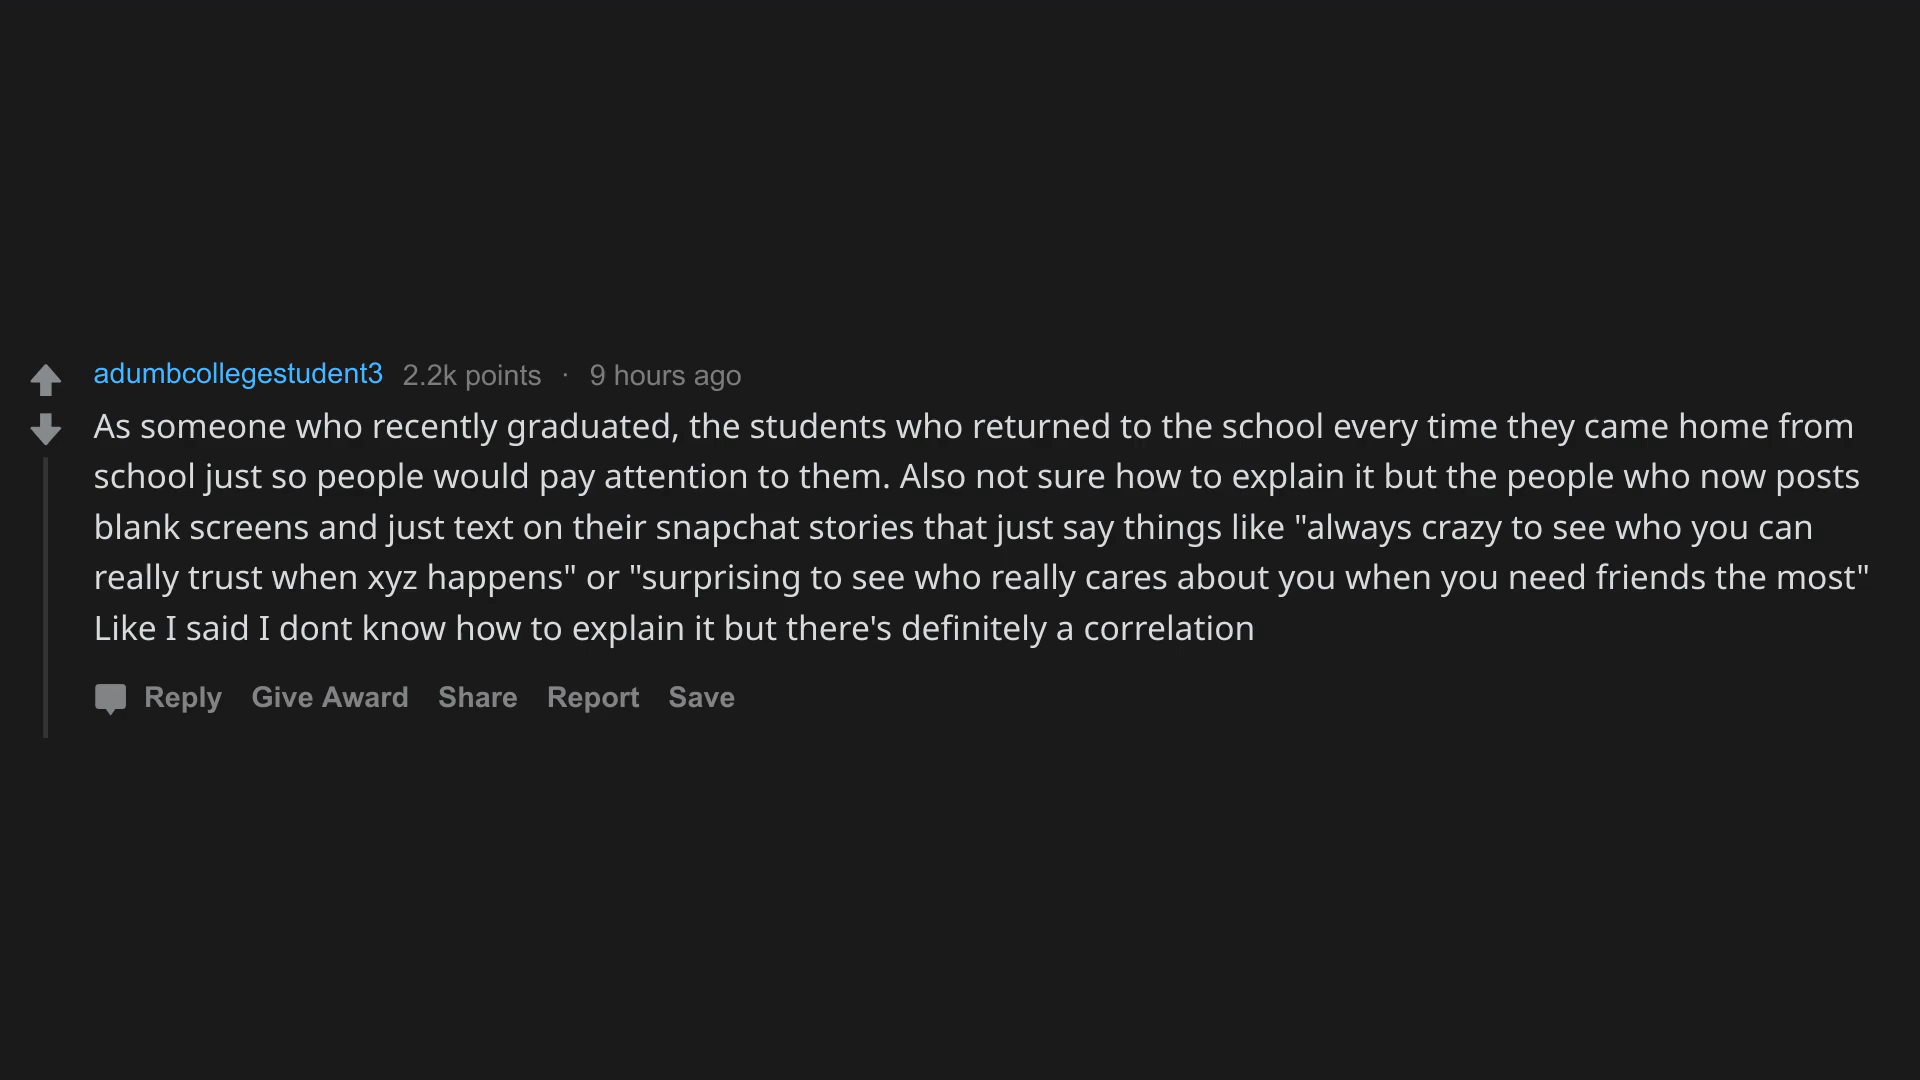 adumbcollegestudent3 2.2k points · 9 hours ago
As someone who recently graduated, the students who returned to the school every time they came home from
school just so people would pay attention to them. Also not sure how to explain it but the people who now posts
blank screens and just text on their snapchat stories that just say things like "always crazy to see who you can
really trust when xyz happens" or "surprising to see who really cares about you when you need friends the most"
Like I said I dont know how to explain it but there's definitely a correlation
Reply Give Award Share Report Save